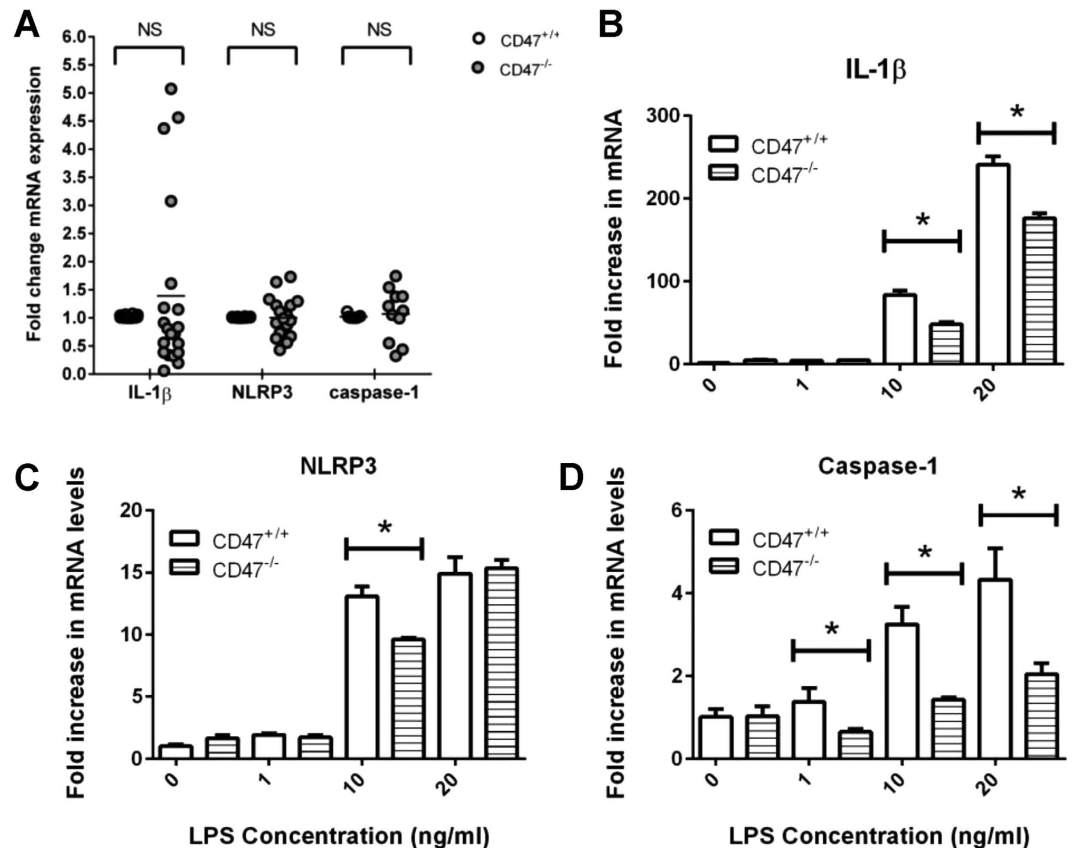 A
NS NS NS
CD47+/+
CD47-/-
Fold change mRNA expression
6.0
5.5
5.0
4.5
4.0
3.5
3.0
2.5
2.0
1.5
1.0
0.5
0.0
IL-1β NLRP3 caspase-1
B
IL-1β
Fold increase in mRNA
300
200
100
0
CD47+/+
CD47-/-
*
*
0 1 10 20
C
NLRP3
Fold increase in mRNA levels
20
15
10
5
0
CD47+/+
CD47-/-
*
0 1 10 20
LPS Concentration (ng/ml)
D
Caspase-1
Fold increase in mRNA levels
6
4
2
0
CD47+/+
CD47-/-
*
*
*
0 1 10 20
LPS Concentration (ng/ml)